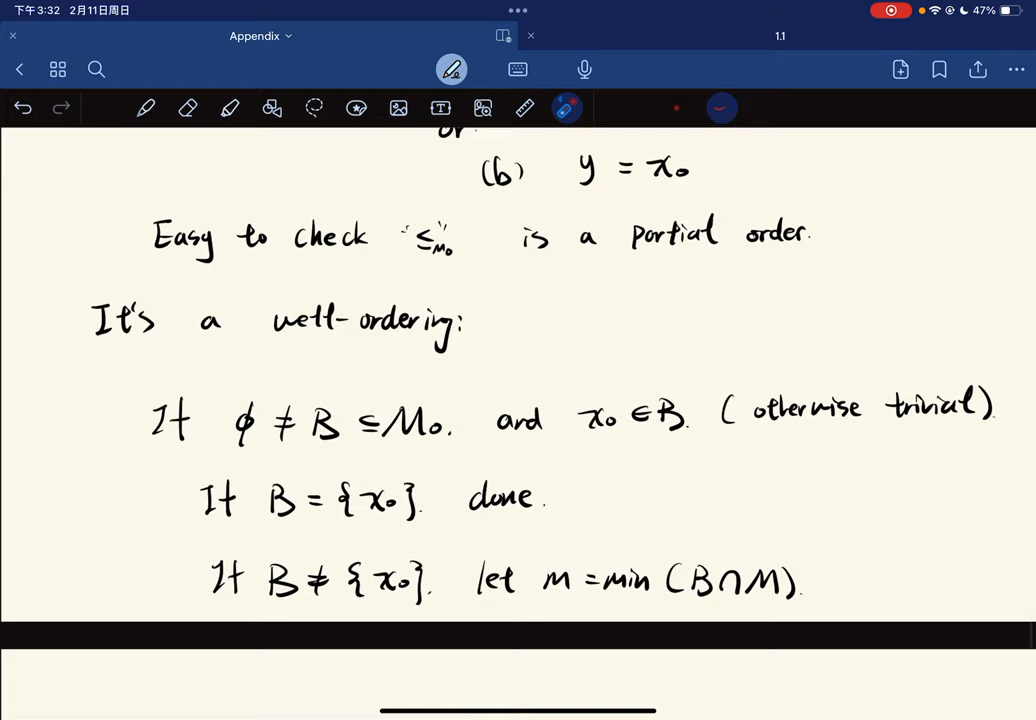 下午3:32 2月11日周日
47%
Appendix
1.1
or
(b) y = x₀
Easy to check "≤_M₀" is a partial order.
It's a well-ordering:
If ϕ ≠ B ⊆ M₀. and x₀ ∈ B. (otherwise trivial).
If B = {x₀}. done.
If B ≠ {x₀}. let m = min (B ∩ M).